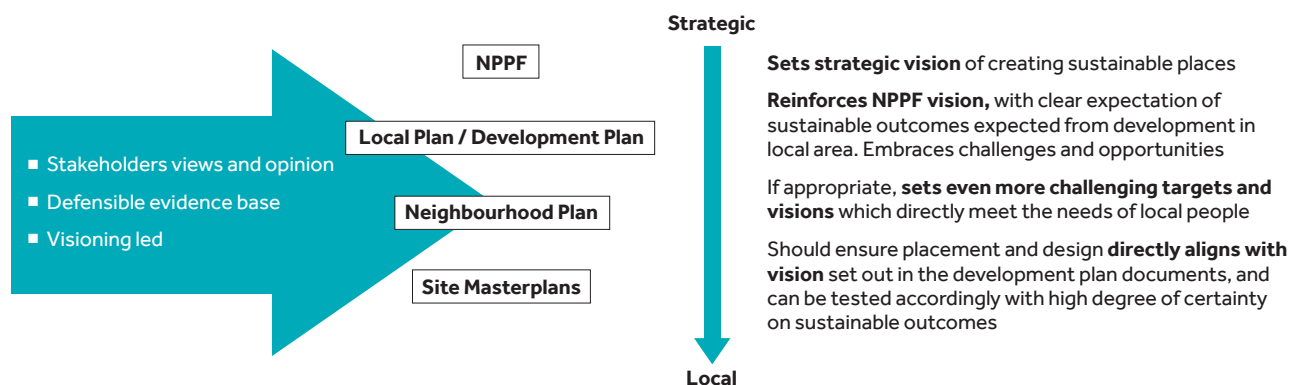 Strategic
NPPF
Local Plan / Development Plan
Neighbourhood Plan
Site Masterplans
■ Stakeholders views and opinion
■ Defensible evidence base
■ Visioning led
Sets strategic vision of creating sustainable places
Reinforces NPPF vision, with clear expectation of
sustainable outcomes expected from development in
local area. Embraces challenges and opportunities
If appropriate, sets even more challenging targets and
visions which directly meet the needs of local people
Should ensure placement and design directly aligns with
vision set out in the development plan documents, and
can be tested accordingly with high degree of certainty
on sustainable outcomes
Local